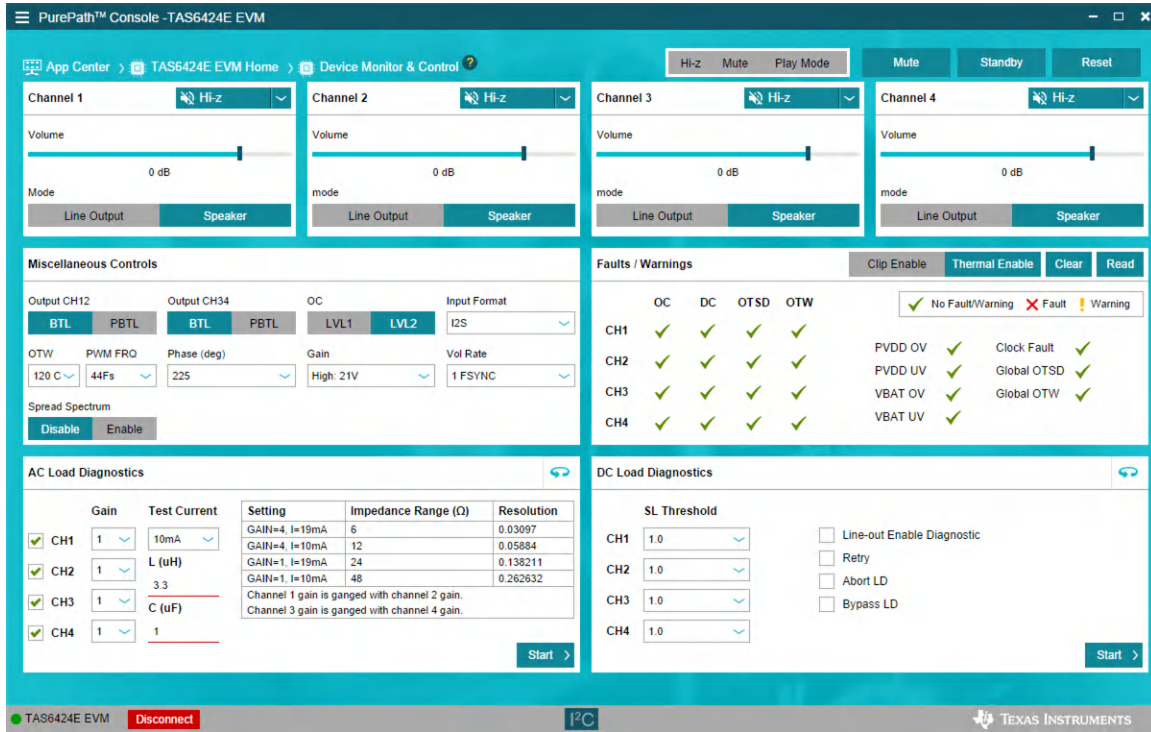 PurePath™ Console -TAS6424E EVM
App Center > TAS6424E EVM Home > Device Monitor & Control ?
Hi-z Mute Play Mode Mute Standby Reset
Channel 1 Hi-z Channel 2 Hi-z Channel 3 Hi-z Channel 4 Hi-z
Volume Volume Volume Volume
0 dB 0 dB 0 dB 0 dB
Mode mode mode mode
Line Output Speaker Line Output Speaker Line Output Speaker Line Output Speaker
Miscellaneous Controls
Output CH12 Output CH34 OC Input Format
BTL PBTL BTL PBTL LVL1 LVL2 I2S
OTW PWM FRQ Phase (deg) Gain Vol Rate
120 C 44Fs 225 High: 21V 1 FSYNC
Spread Spectrum
Disable Enable
Faults / Warnings Clip Enable Thermal Enable Clear Read
OC DC OTSD OTW No Fault/Warning Fault Warning
CH1
CH2
CH3
CH4
PVDD OV Clock Fault
PVDD UV Global OTSD
VBAT OV Global OTW
VBAT UV
AC Load Diagnostics
Gain Test Current
CH1 1 10mA
L (uH)
CH2 1
3.3
CH3 1
C (uF)
CH4 1 1
Setting Impedance Range (Ω) Resolution
GAIN=4, I=19mA 6 0.03097
GAIN=4, I=10mA 12 0.05884
GAIN=1, I=19mA 24 0.138211
GAIN=1, I=10mA 48 0.262632
Channel 1 gain is ganged with channel 2 gain.
Channel 3 gain is ganged with channel 4 gain.
Start >
DC Load Diagnostics
SL Threshold
CH1 1.0
CH2 1.0
CH3 1.0
CH4 1.0
Line-out Enable Diagnostic
Retry
Abort LD
Bypass LD
Start >
TAS6424E EVM Disconnect I²C TEXAS INSTRUMENTS